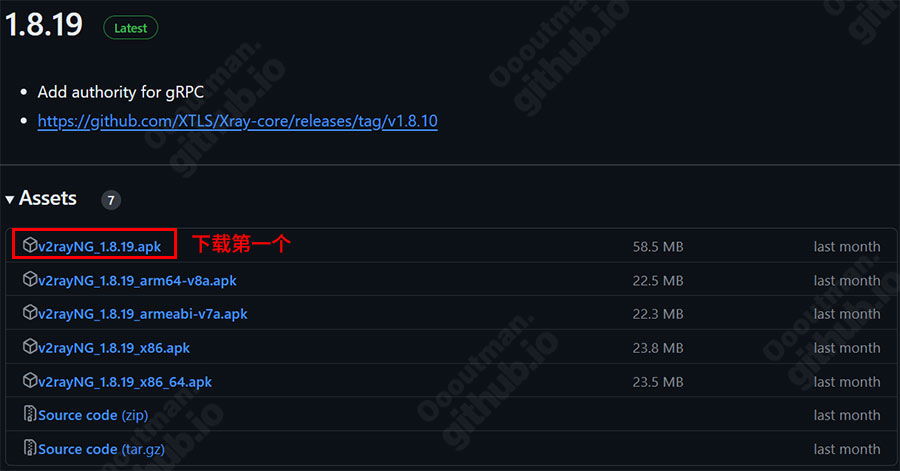 1.8.19 Latest
Add authority for gRPC
https://github.com/XTLS/Xray-core/releases/tag/v1.8.10
Assets 7
v2rayNG_1.8.19.apk 下载第一个 58.5 MB last month
v2rayNG_1.8.19_arm64-v8a.apk 22.5 MB last month
v2rayNG_1.8.19_armeabi-v7a.apk 22.3 MB last month
v2rayNG_1.8.19_x86.apk 23.8 MB last month
v2rayNG_1.8.19_x86_64.apk 23.5 MB last month
Source code (zip) last month
Source code (tar.gz) last month
Oooutman.
github.io
Oooutman.
github.io
Oooutman.
github.io
Oooutman.
github.io